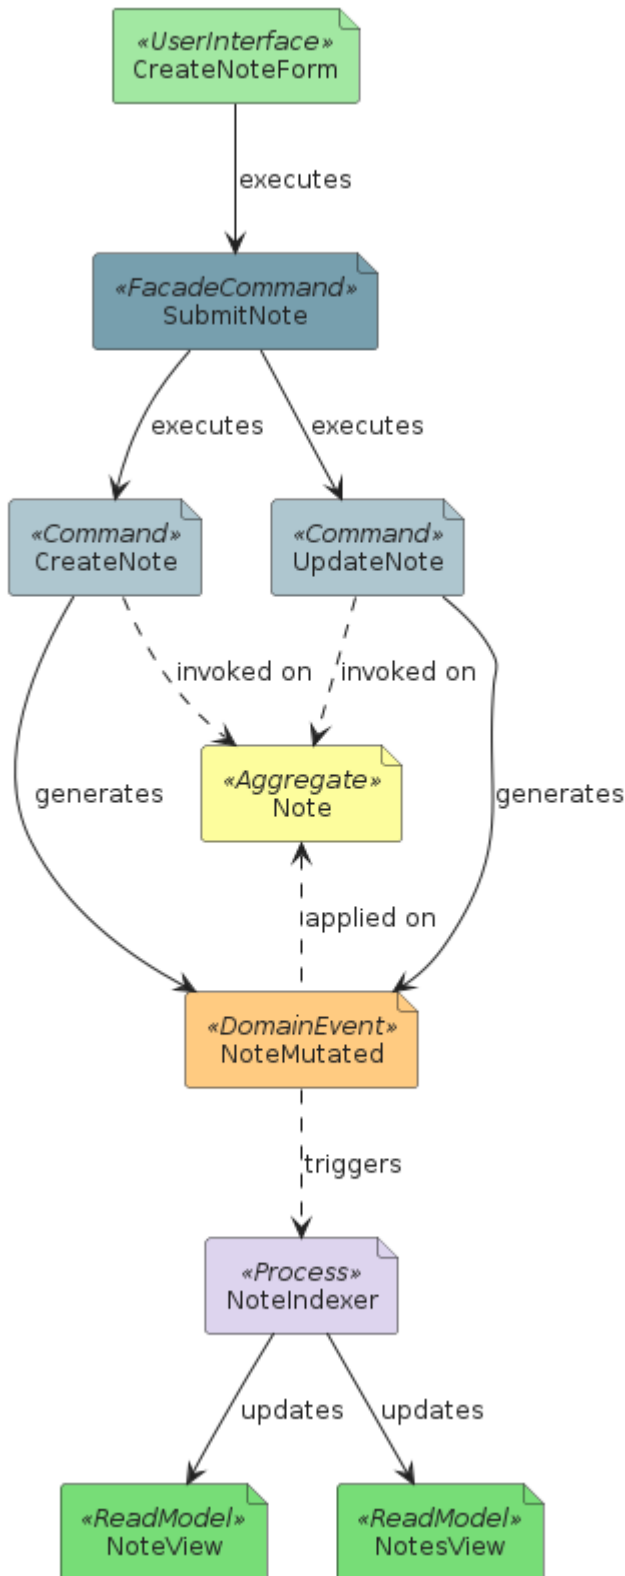 «UserInterface»
CreateNoteForm
executes
«FacadeCommand»
SubmitNote
executes
executes
«Command»
CreateNote
«Command»
UpdateNote
invoked on
invoked on
generates
«Aggregate»
Note
generates
applied on
«DomainEvent»
NoteMutated
triggers
«Process»
NoteIndexer
updates
updates
«ReadModel»
NoteView
«ReadModel»
NotesView